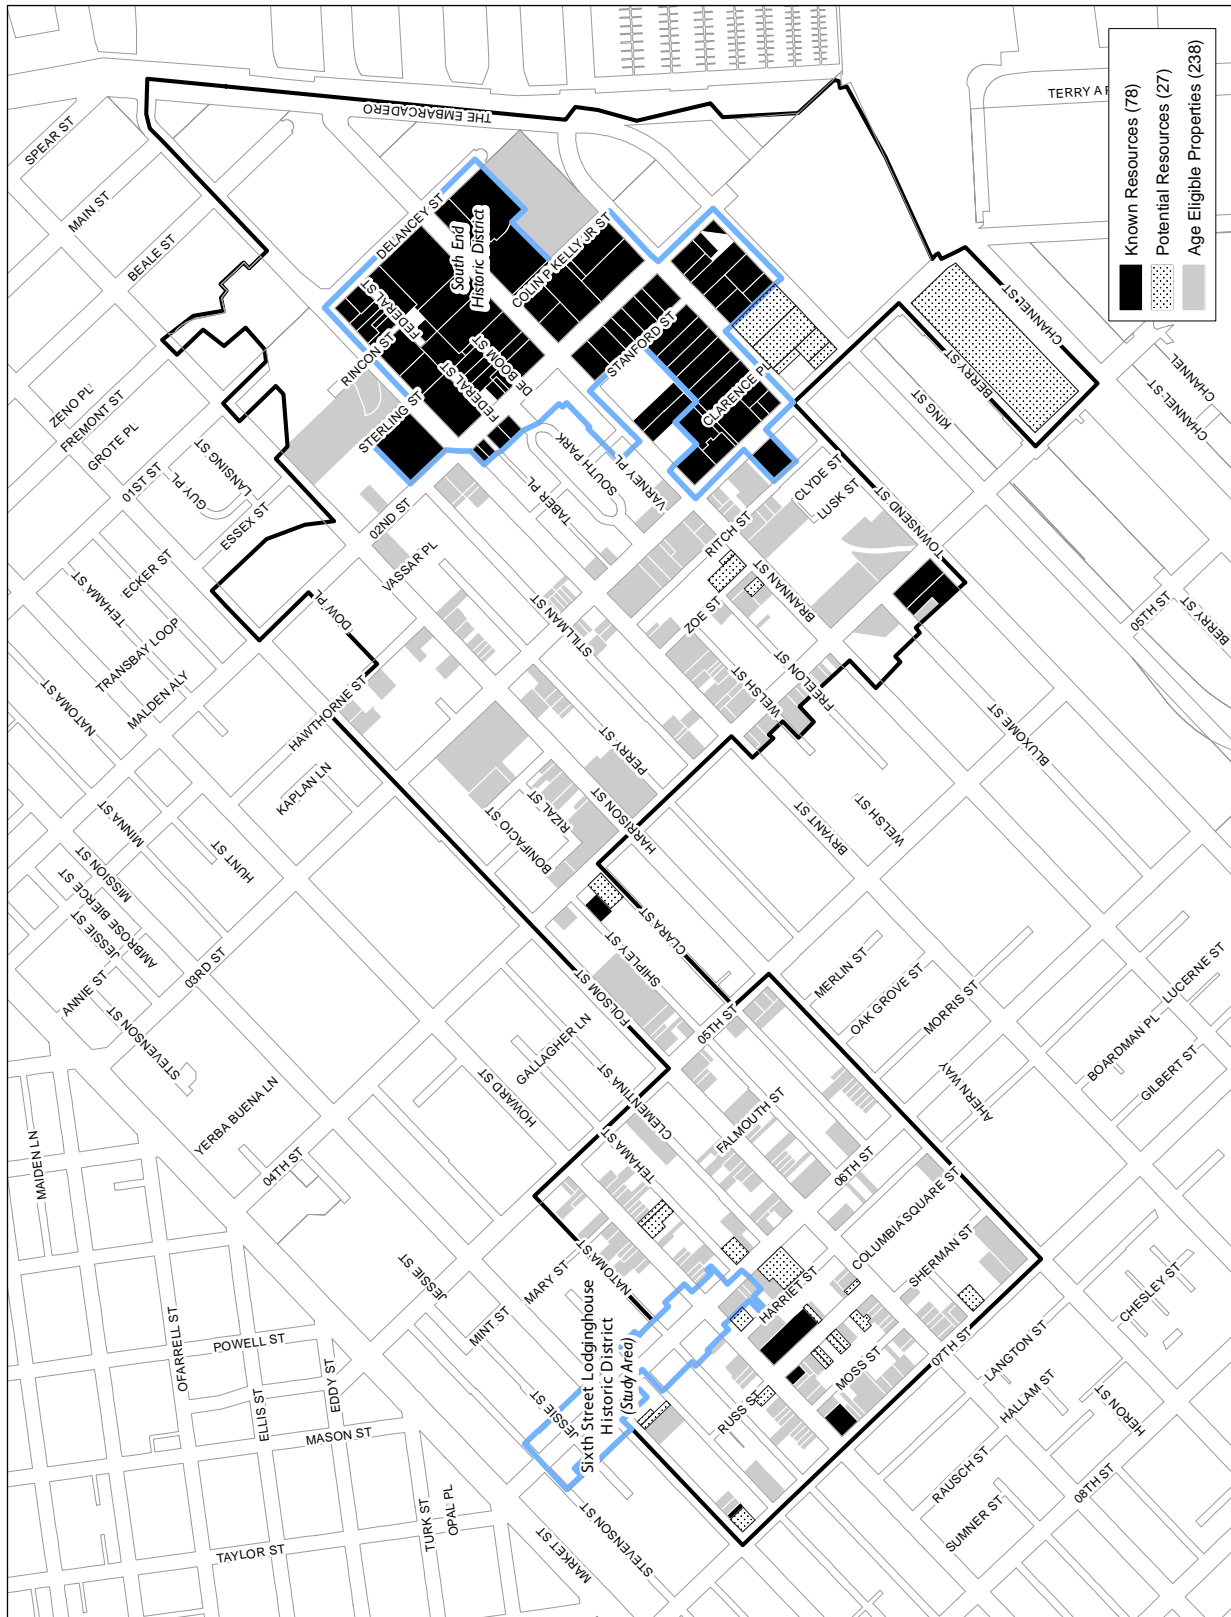 SPEAR ST
MAIN ST
BEALE ST
THE EMBARCADERO
TERRY A F
Known Resources (78)
Potential Resources (27)
Age Eligible Properties (238)
DELANCEY ST
South End
Historic District
COLIN P KELLY JR ST
FEDERAL ST
FEDERAL ST
RINCON ST
DE BOOM ST
STERLING ST
STANFORD ST
CLARENCE PL
ZENO PL
FREMONT ST
GROTE PL
01ST ST
GUY PL
LANSING ST
ESSEX ST
TEHAMA ST
ECKER ST
TRANSBAY LOOP
NATOMA ST
MALDEN ALY
02ND ST
VASSAR PL
DOW PL
HAWTHORNE ST
KAPLAN LN
TABER PL
SOUTH PARK
VARNEY PL
STILLMAN ST
RITCH ST
CLYDE ST
LUSK ST
TOWNSEND ST
KING ST
BERRY ST
CHANNEL ST
CHANNEL ST
CHANNEL
CHANNEL ST
ZOE ST
BRANNAN ST
WELSH ST
FREELON ST
05TH ST
BERRY ST
BLUXOME ST
PERRY ST
RIZAL ST
BONIFACIO ST
HARRISON ST
BRYANT ST
WELSH ST
MINNA ST
MISSION ST
HUNT ST
JESSIE ST
AMBROSE BIERCE ST
ANNIE ST
STEVENSON ST
03RD ST
CLARA ST
SHIPLEY ST
FOLSOM ST
GALLAGHER LN
HOWARD ST
CLEMENTINA ST
TEHAMA ST
05TH ST
MERLIN ST
OAK GROVE ST
MORRIS ST
LUCERNE ST
BOARDMAN PL
GILBERT ST
AHERN WAY
FALMOUTH ST
06TH ST
COLUMBIA SQUARE ST
SHERMAN ST
YERBA BUENA LN
04TH ST
MAIDEN LN
JESSIE ST
MARY ST
NATOMA ST
MINT ST
OFARRELL ST
POWELL ST
ELLIS ST
EDDY ST
MASON ST
TURK ST
OPAL PL
TAYLOR ST
MARKET ST
STEVENSON ST
JESSIE ST
Sixth Street Lodginghouse
Historic District
(Study Area)
HARRIET ST
RUSS ST
MOSS ST
07TH ST
LANGTON ST
HALLAM ST
HERON ST
CHESLEY ST
RAUSCH ST
SUMNER ST
08TH ST